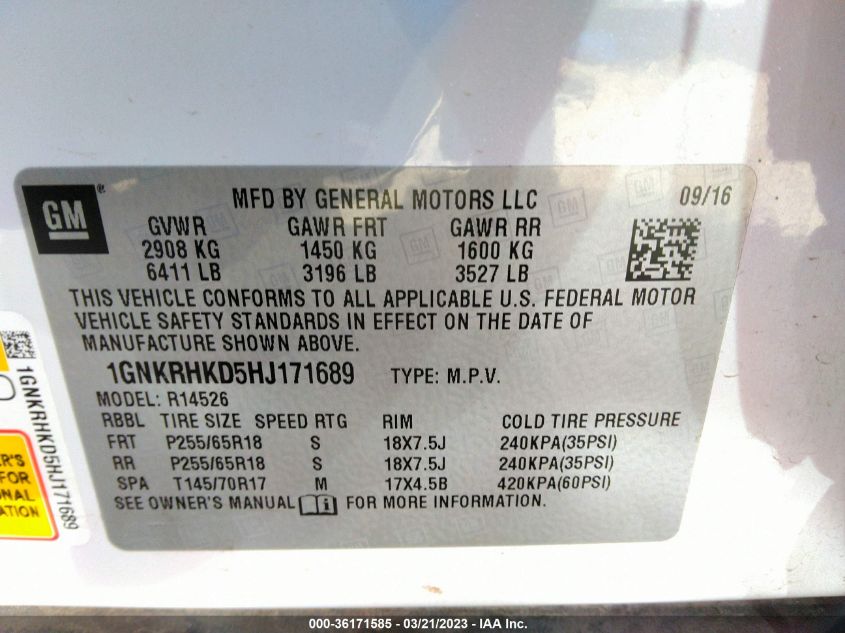 GM ®
MFD BY GENERAL MOTORS LLC 09/16
GVWR GAWR FRT GAWR RR
2908 KG 1450 KG 1600 KG
6411 LB 3196 LB 3527 LB
THIS VEHICLE CONFORMS TO ALL APPLICABLE U.S. FEDERAL MOTOR
VEHICLE SAFETY STANDARDS IN EFFECT ON THE DATE OF
MANUFACTURE SHOWN ABOVE.
1GNKRHKD5HJ171689 TYPE: M.P.V.
MODEL: R14526
RBBL TIRE SIZE SPEED RTG RIM COLD TIRE PRESSURE
FRT P255/65R18 S 18X7.5J 240KPA(35PSI)
RR P255/65R18 S 18X7.5J 240KPA(35PSI)
SPA T145/70R17 M 17X4.5B 420KPA(60PSI)
SEE OWNER'S MANUAL FOR MORE INFORMATION.
1GNKRHKD5HJ171689
FOR
000-36171585 - 03/21/2023 - IAA Inc.